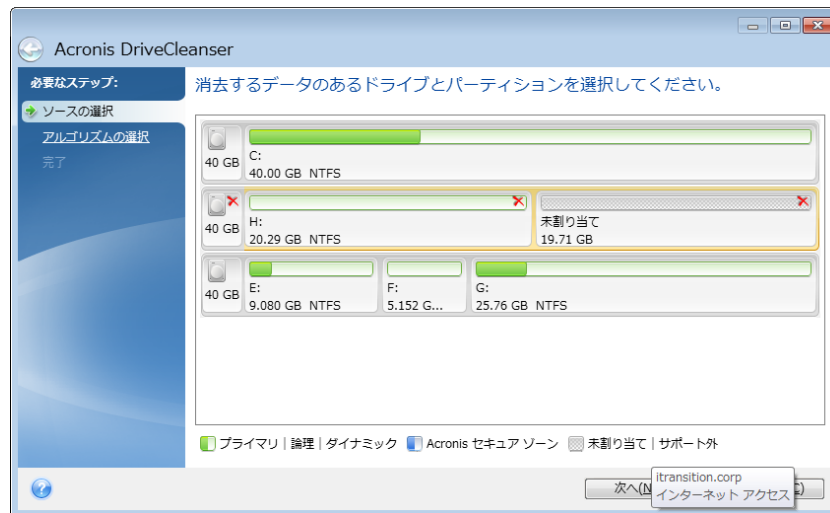 Acronis DriveCleanser
必要なステップ:
ソースの選択
アルゴリズムの選択
完了
消去するデータのあるドライブとパーティションを選択してください。
40 GB
C:
40.00 GB NTFS
40 GB
H:
20.29 GB NTFS
未割り当て
19.71 GB
40 GB
E:
9.080 GB NTFS
F:
5.152 G...
G:
25.76 GB NTFS
プライマリ | 論理 | ダイナミック Acronis セキュア ゾーン 未割り当て | サポート外
次へ(N
itransition.corp
インターネット アクセス